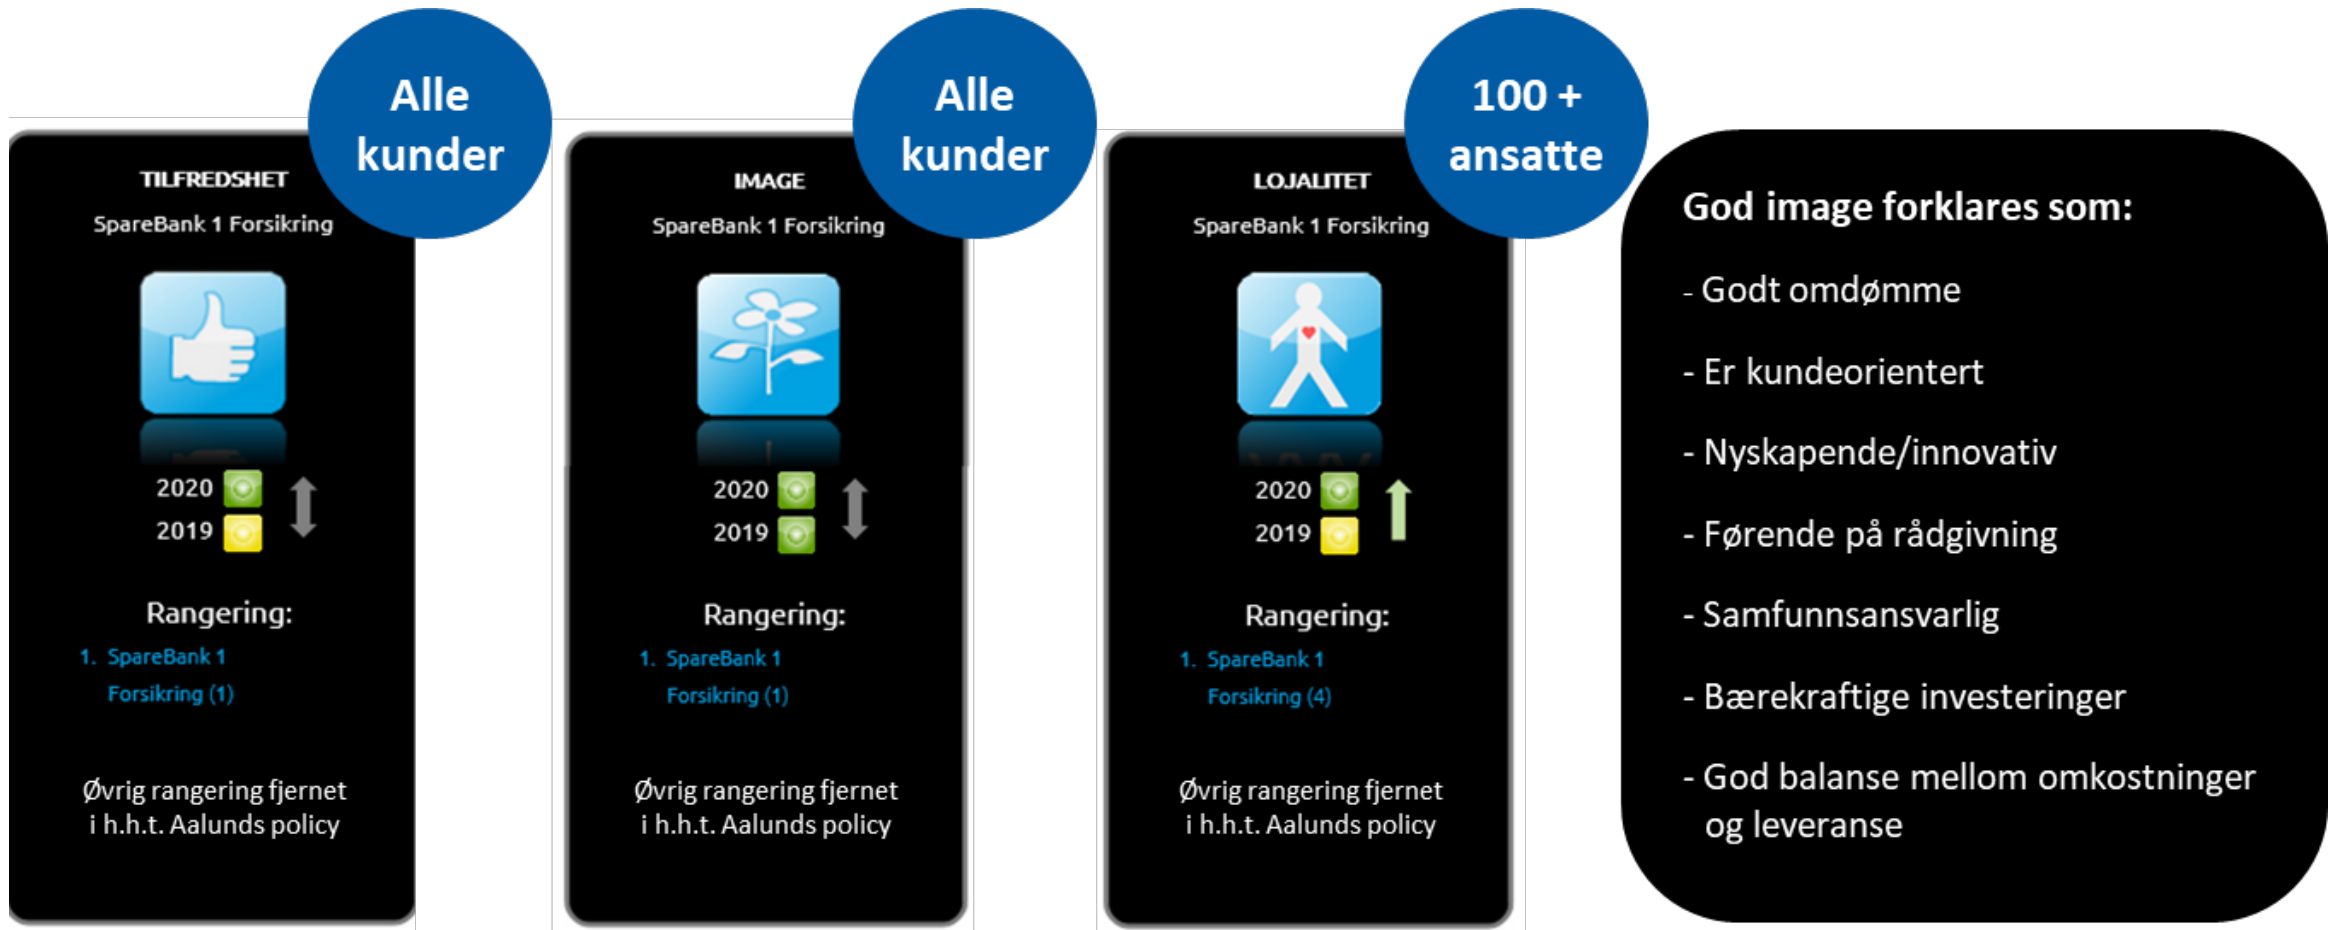 Alle
kunder
TILFREDSHET
SpareBank 1 Forsikring
2020
2019
Rangering:
1. SpareBank 1
Forsikring (1)
Øvrig rangering fjernet
i h.h.t. Aalunds policy
Alle
kunder
IMAGE
SpareBank 1 Forsikring
2020
2019
Rangering:
1. SpareBank 1
Forsikring (1)
Øvrig rangering fjernet
i h.h.t. Aalunds policy
100 +
ansatte
LOJALITET
SpareBank 1 Forsikring
2020
2019
Rangering:
1. SpareBank 1
Forsikring (4)
Øvrig rangering fjernet
i h.h.t. Aalunds policy
God image forklares som:
- Godt omdømme
- Er kundeorientert
- Nyskapende/innovativ
- Førende på rådgivning
- Samfunnsansvarlig
- Bærekraftige investeringer
- God balanse mellom omkostninger
og leveranse